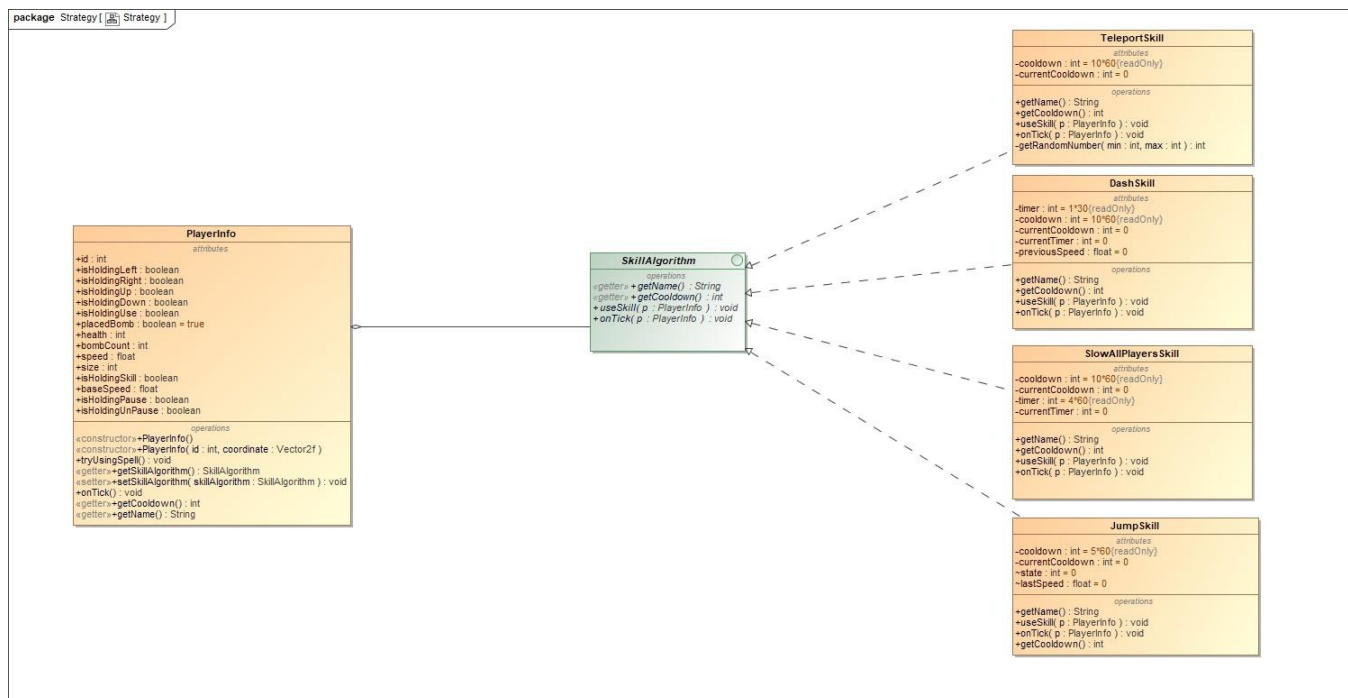 package Strategy [ Strategy ]
PlayerInfo
attributes
+id : int
+isHoldingLeft : boolean
+isHoldingRight : boolean
+isHoldingUp : boolean
+isHoldingDown : boolean
+isHoldingUse : boolean
+placedBomb : boolean = true
+health : int
+bombCount : int
+speed : float
+size : int
+isHoldingSkill : boolean
+baseSpeed : float
+isHoldingPause : boolean
+isHoldingUnPause : boolean
operations
«constructor»+PlayerInfo()
«constructor»+PlayerInfo( id : int, coordinate : Vector2f )
+tryUsingSpell() : void
«getter»+getSkillAlgorithm() : SkillAlgorithm
«setter»+setSkillAlgorithm( skillAlgorithm : SkillAlgorithm ) : void
+onTick() : void
«getter»+getCooldown() : int
«getter»+getName() : String
SkillAlgorithm
operations
«getter» +getName() : String
«getter» +getCooldown() : int
+useSkill( p : PlayerInfo ) : void
+onTick( p : PlayerInfo ) : void
TeleportSkill
attributes
-cooldown : int = 10*60{readOnly}
-currentCooldown : int = 0
operations
+getName() : String
+getCooldown() : int
+useSkill( p : PlayerInfo ) : void
+onTick( p : PlayerInfo ) : void
-getRandomNumber( min : int, max : int ) : int
DashSkill
attributes
-timer : int = 1*30{readOnly}
-cooldown : int = 10*60{readOnly}
-currentCooldown : int = 0
-currentTimer : int = 0
-previousSpeed : float = 0
operations
+getName() : String
+getCooldown() : int
+useSkill( p : PlayerInfo ) : void
+onTick( p : PlayerInfo ) : void
SlowAllPlayersSkill
attributes
-cooldown : int = 10*60{readOnly}
-currentCooldown : int = 0
-timer : int = 4*60{readOnly}
-currentTimer : int = 0
operations
+getName() : String
+getCooldown() : int
+useSkill( p : PlayerInfo ) : void
+onTick( p : PlayerInfo ) : void
JumpSkill
attributes
-cooldown : int = 5*60{readOnly}
-currentCooldown : int = 0
~state : int = 0
~lastSpeed : float = 0
operations
+getName() : String
+useSkill( p : PlayerInfo ) : void
+onTick( p : PlayerInfo ) : void
+getCooldown() : int